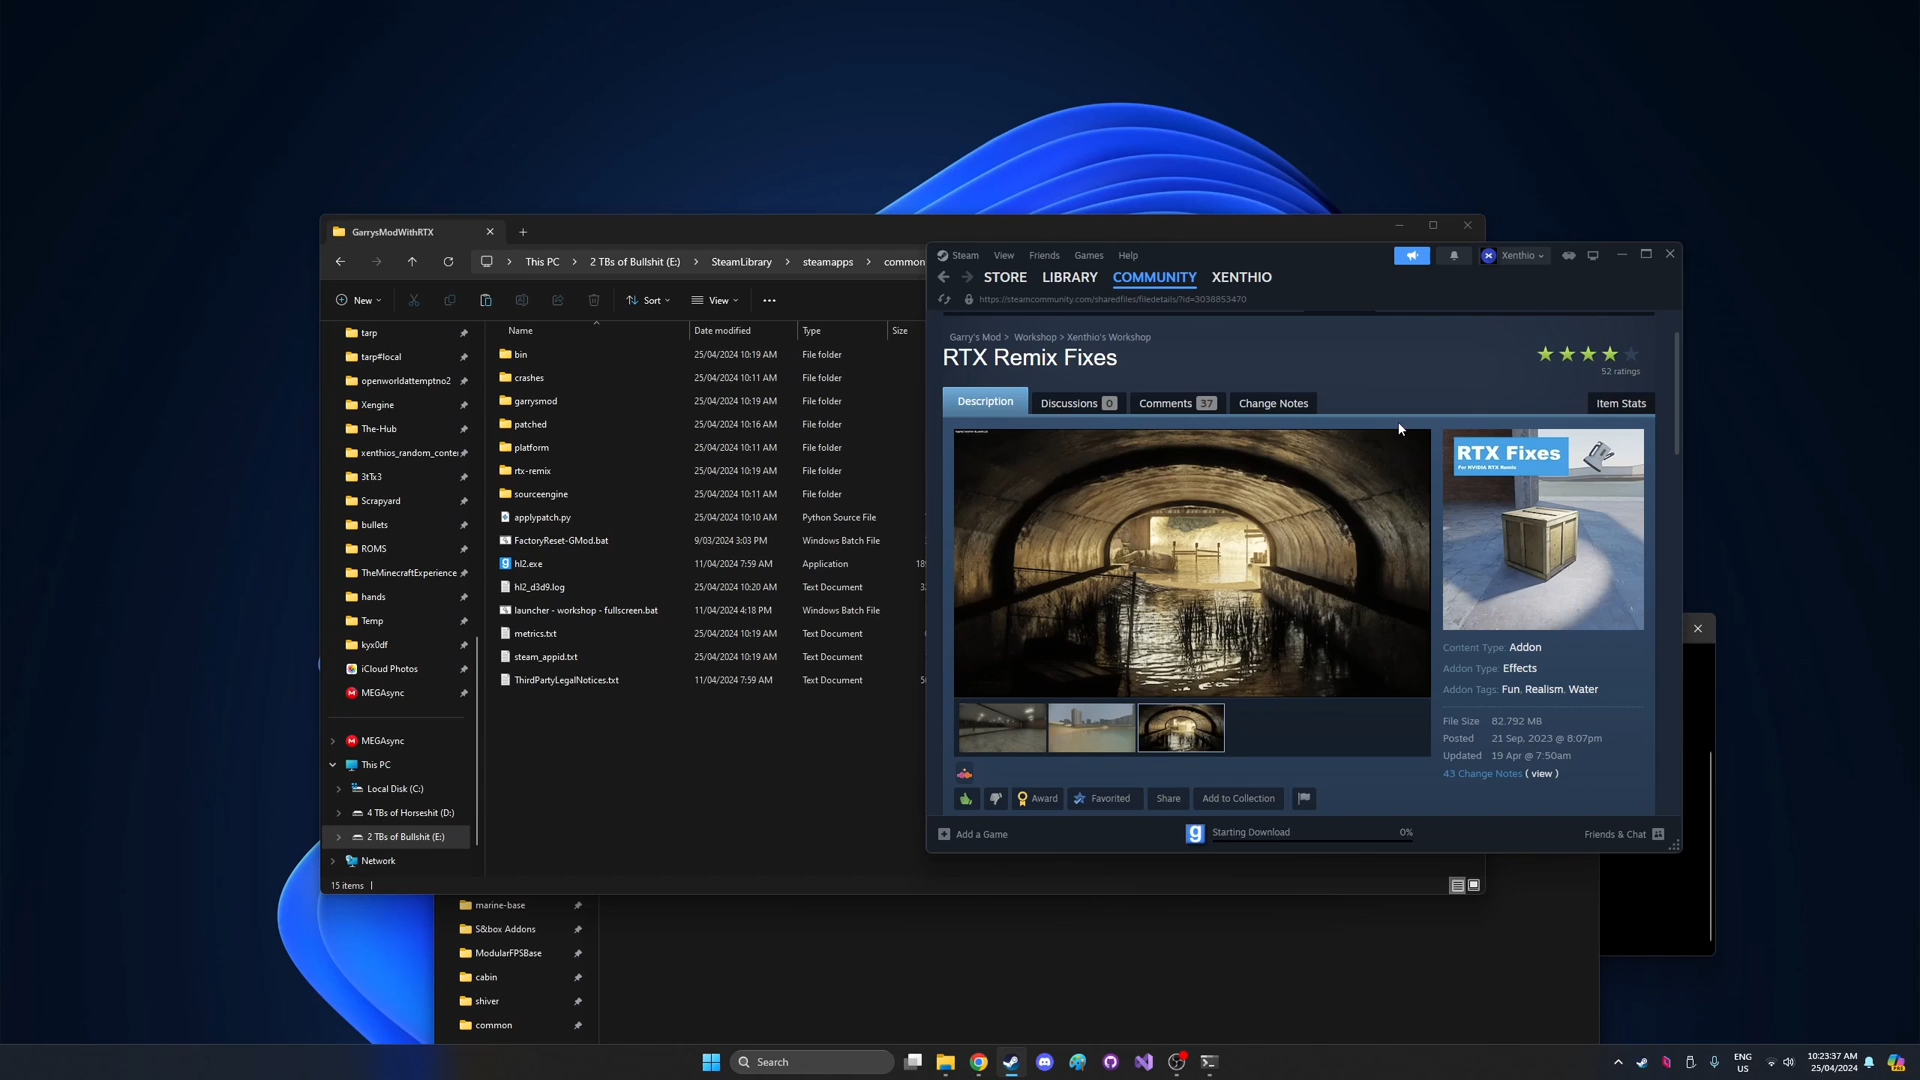 GarrysModWithRTX
This PC > 2 TBs of Bullshit (E:) > SteamLibrary > steamapps > common
New
Sort
View
tarp
tarp#local
openworldattemptno2
Xengine
The-Hub
xenthios_random_conte
3tTx3
Scrapyard
bullets
ROMS
TheMinecraftExperience
hands
Temp
kyx0df
iCloud Photos
MEGAsync
MEGAsync
This PC
Local Disk (C:)
4 TBs of Horseshit (D:)
2 TBs of Bullshit (E:)
Network
15 items
Name Date modified Type Size
bin 25/04/2024 10:19 AM File folder
crashes 25/04/2024 10:11 AM File folder
garrysmod 25/04/2024 10:19 AM File folder
patched 25/04/2024 10:16 AM File folder
platform 25/04/2024 10:11 AM File folder
rtx-remix 25/04/2024 10:19 AM File folder
sourceengine 25/04/2024 10:11 AM File folder
applypatch.py 25/04/2024 10:10 AM Python Source File
FactoryReset-GMod.bat 9/03/2024 3:03 PM Windows Batch File
hl2.exe 11/04/2024 7:59 AM Application 18
hl2_d3d9.log 25/04/2024 10:20 AM Text Document
launcher - workshop - fullscreen.bat 11/04/2024 4:18 PM Windows Batch File
metrics.txt 25/04/2024 10:19 AM Text Document
steam_appid.txt 25/04/2024 10:19 AM Text Document
ThirdPartyLegalNotices.txt 11/04/2024 7:59 AM Text Document
Steam View Friends Games Help
Xenthio
STORE LIBRARY COMMUNITY XENTHIO
https://steamcommunity.com/sharedfiles/filedetails/?id=3038853470
Garry's Mod > Workshop > Xenthio's Workshop
RTX Remix Fixes
52 ratings
Description Discussions 0 Comments 37 Change Notes Item Stats
RTX Fixes
For NVIDIA RTX Remix
Content Type: Addon
Addon Type: Effects
Addon Tags: Fun, Realism, Water
File Size 82.792 MB
Posted 21 Sep, 2023 @ 8:07pm
Updated 19 Apr @ 7:50am
43 Change Notes ( view )
Award Favorited Share Add to Collection
Add a Game
g Starting Download 0%
Friends & Chat
marine-base
S&box Addons
ModularFPSBase
cabin
shiver
common
Search
ENG
US
10:23:37 AM
25/04/2024